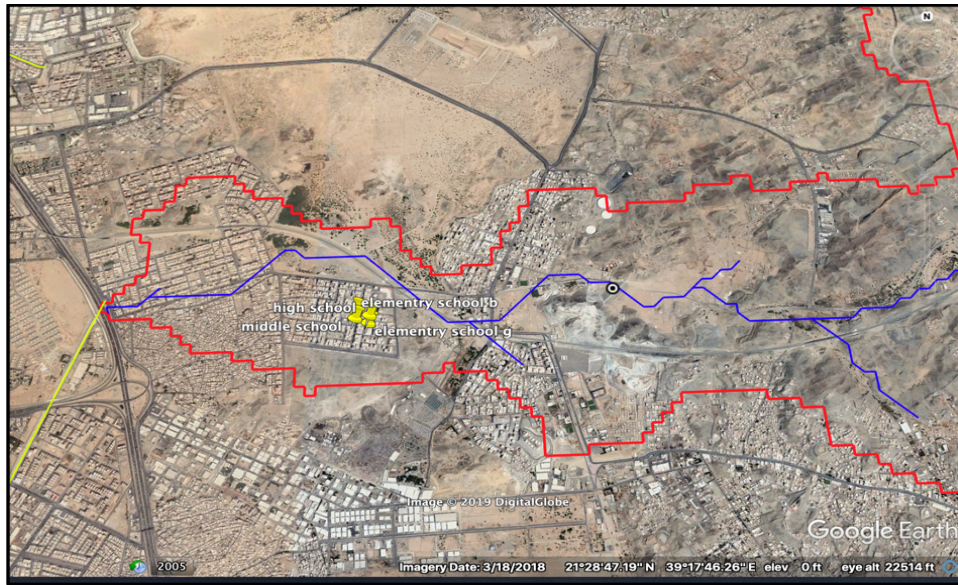 N
high school
elementry school b
middle school
elementry school g
Image © 2019 DigitalGlobe
Google Earth
2005
Imagery Date: 3/18/2018 21°28'47.19" N 39°17'46.26" E elev 0 ft eye alt 22514 ft